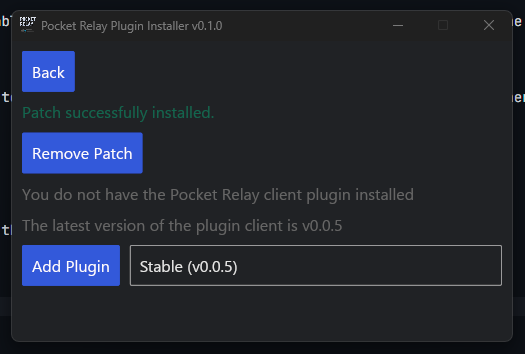 POCKET RELAY
Pocket Relay Plugin Installer v0.1.0
Back
Patch successfully installed.
Remove Patch
You do not have the Pocket Relay client plugin installed
The latest version of the plugin client is v0.0.5
Add Plugin
Stable (v0.0.5)